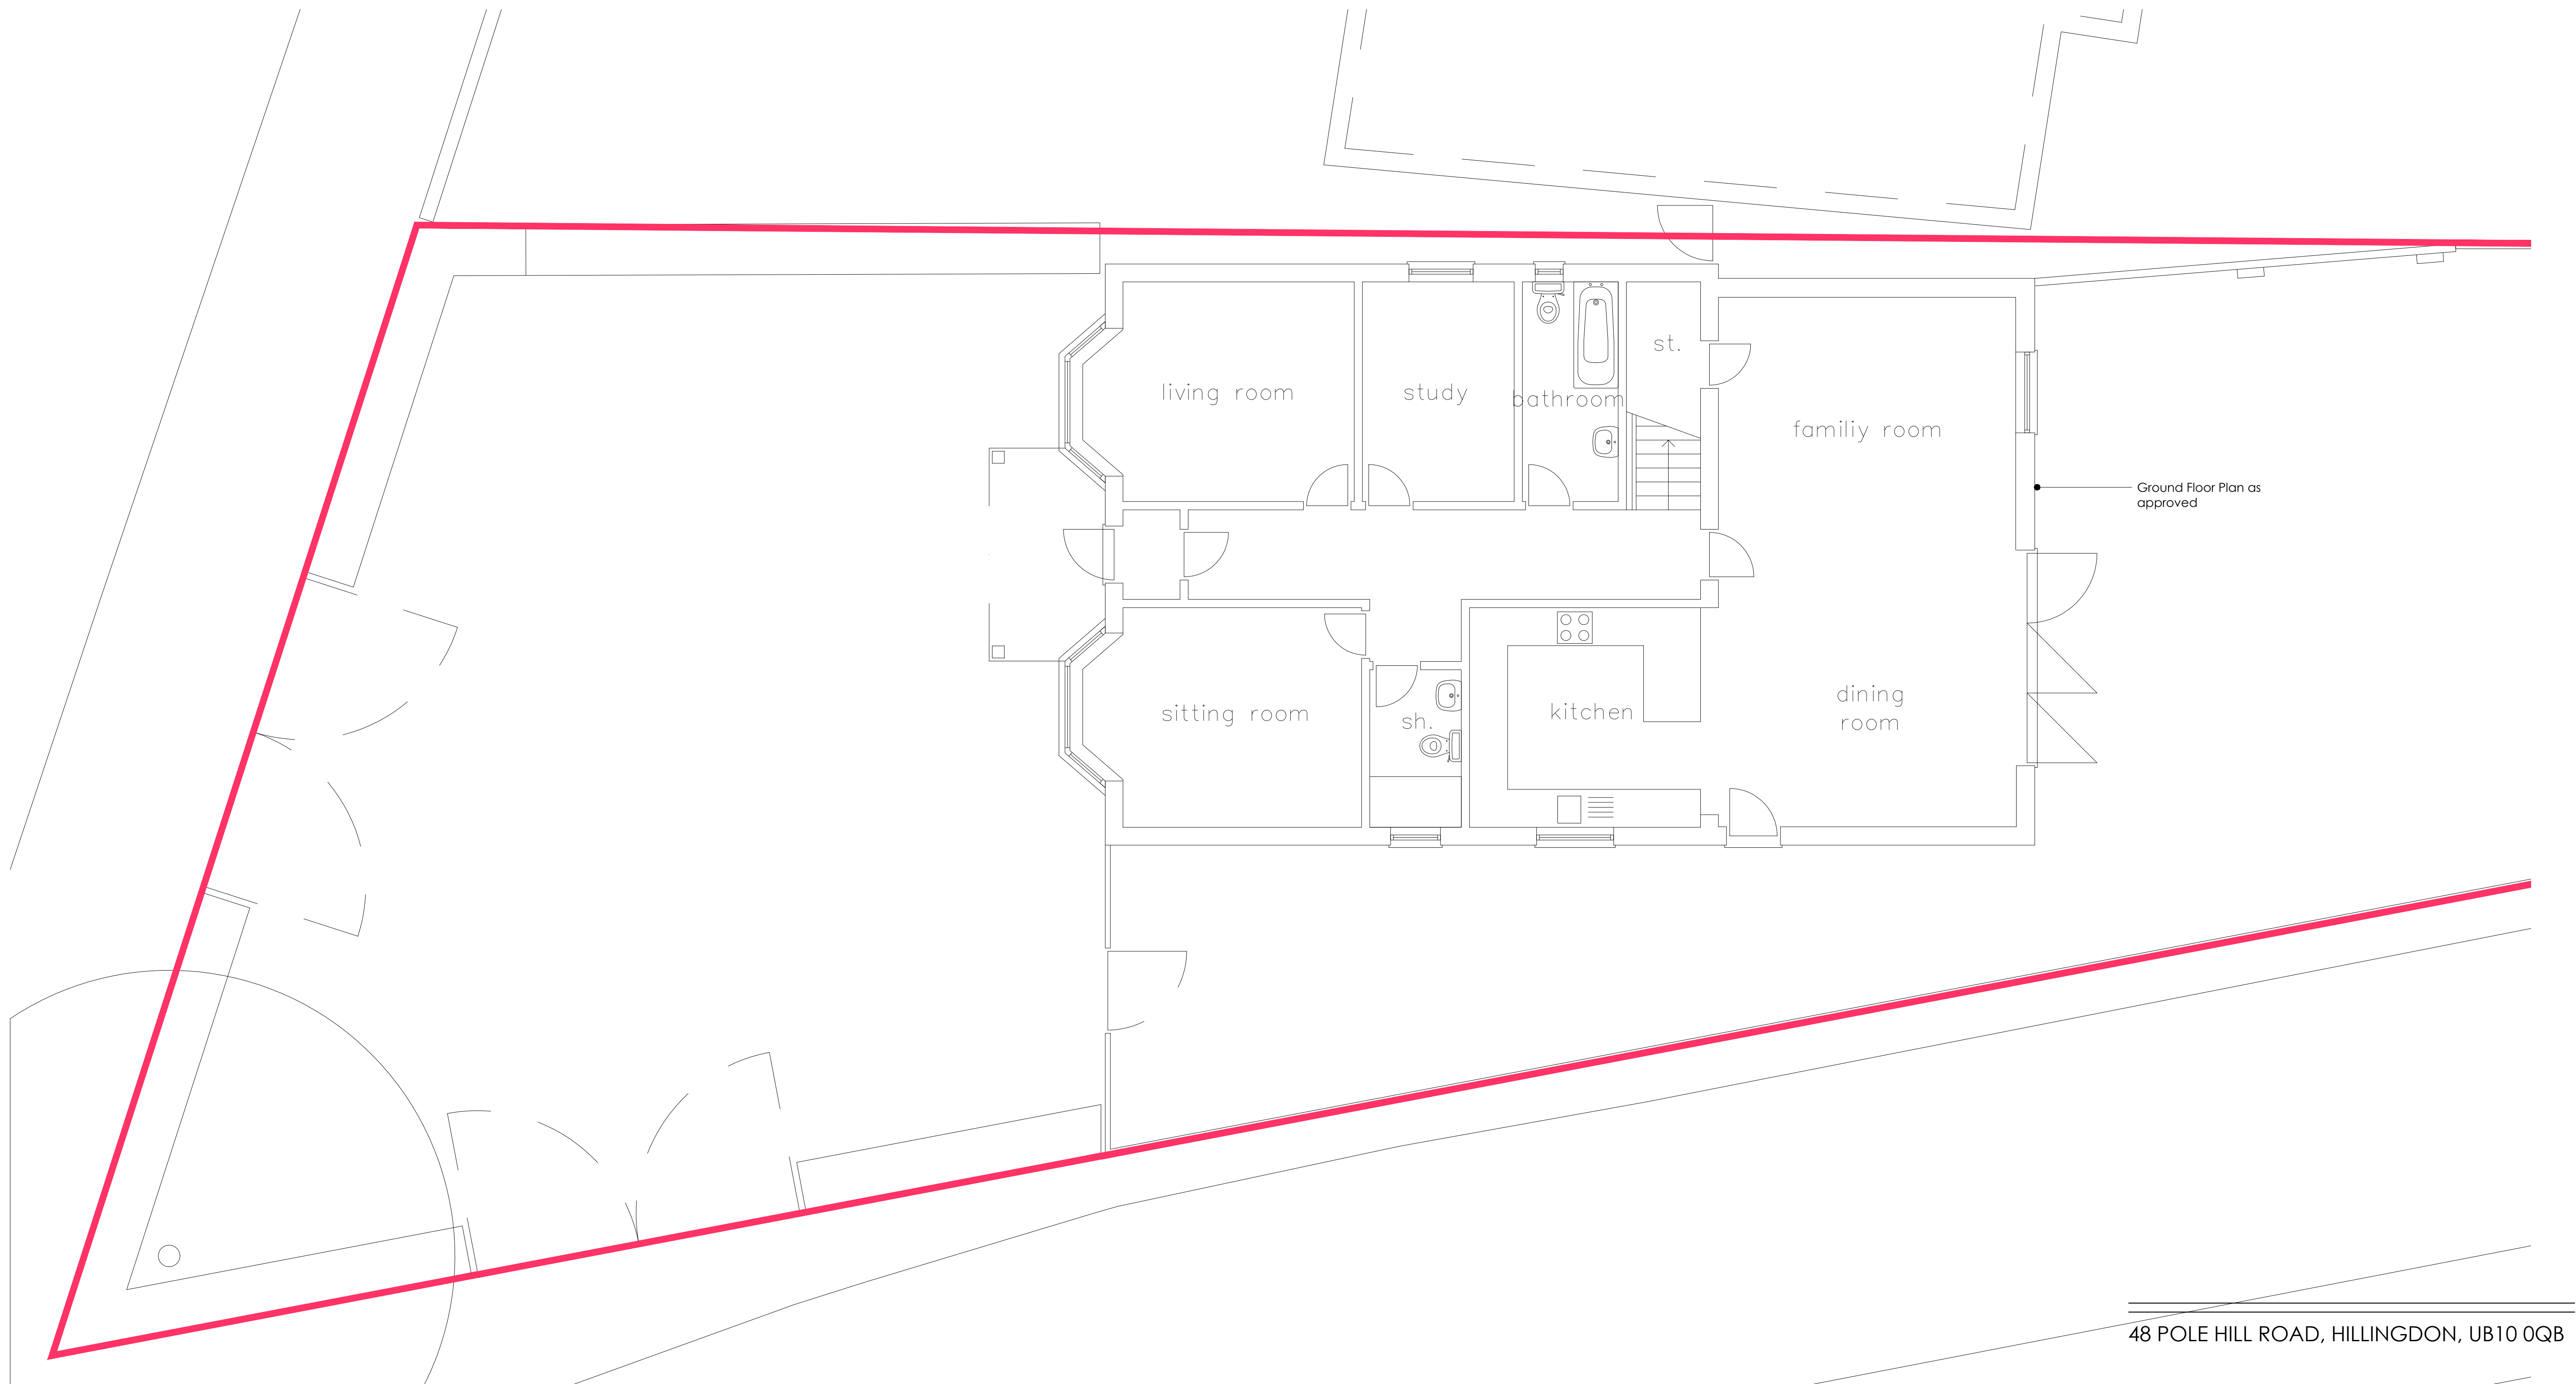 living room
study
bathroom
st.
familiy room
Ground Floor Plan as
approved
sitting room
sh.
kitchen
dining
room
48 POLE HILL ROAD, HILLINGDON, UB10 0QB